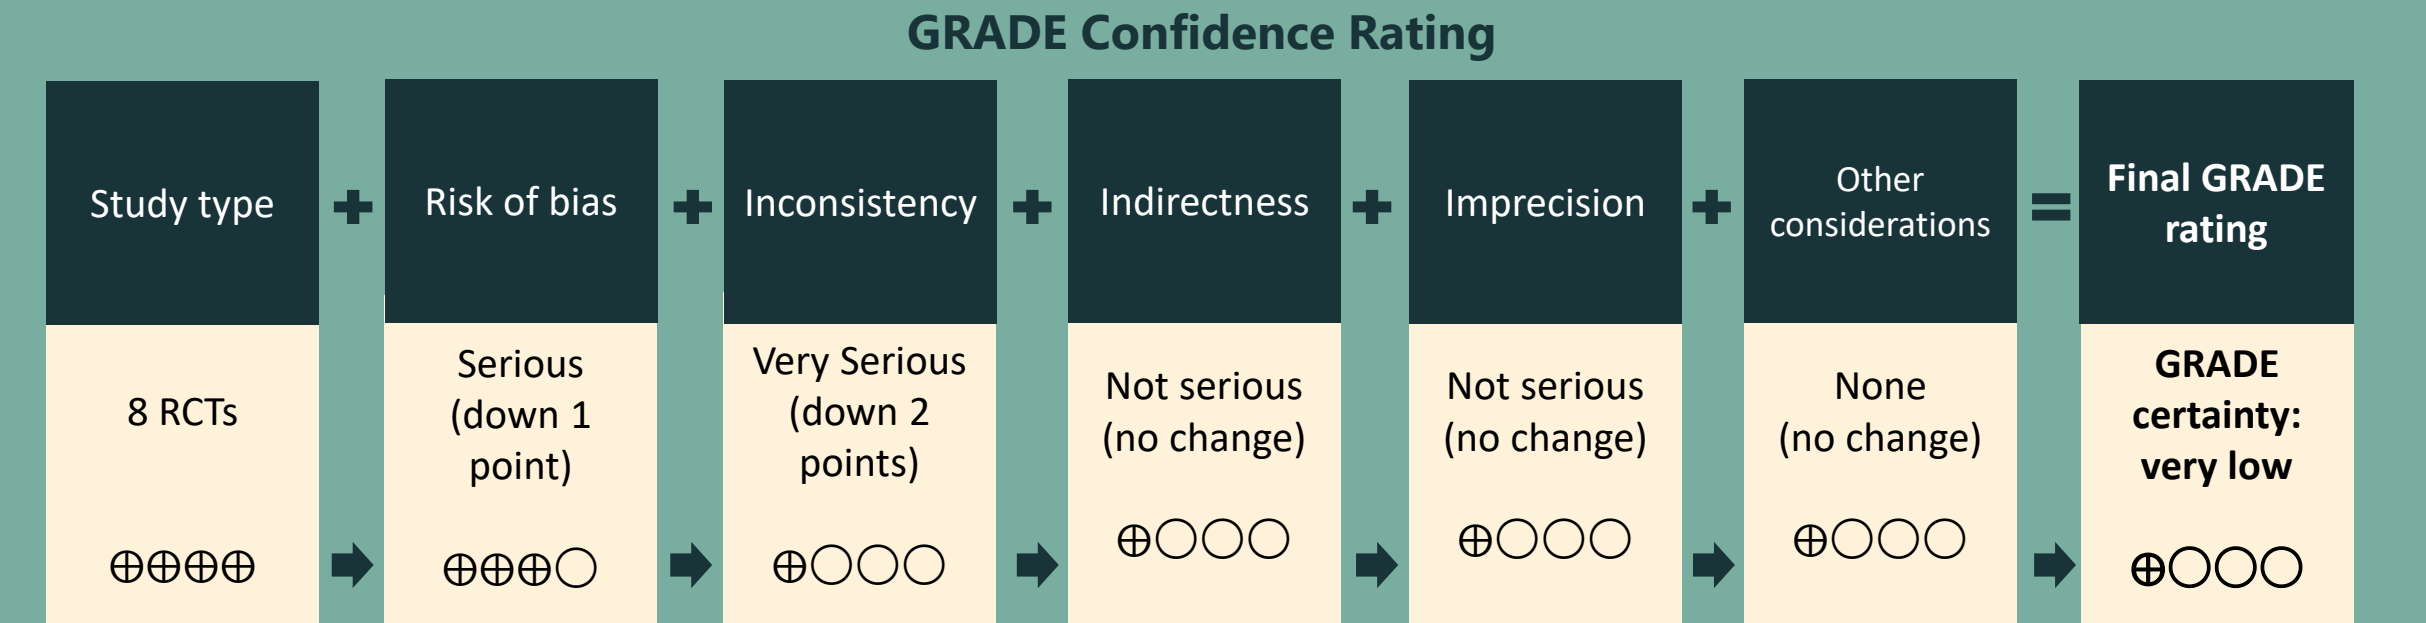 GRADE Confidence Rating
Study type
+
Risk of bias
+
Inconsistency
+
Indirectness
+
Imprecision
+
Other
considerations
=
Final GRADE
rating
8 RCTs
⊕⊕⊕⊕
Serious
(down 1
point)
⊕⊕⊕◯
Very Serious
(down 2
points)
⊕◯◯◯
Not serious
(no change)
⊕◯◯◯
Not serious
(no change)
⊕◯◯◯
None
(no change)
⊕◯◯◯
GRADE
certainty:
very low
⊕◯◯◯